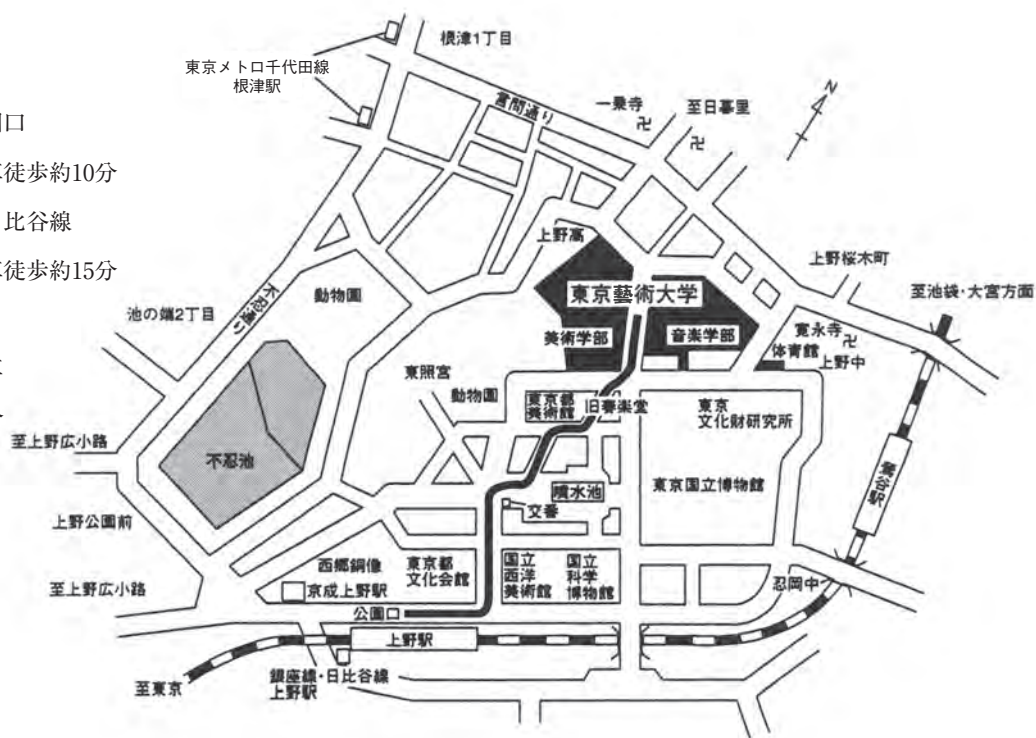 根津1丁目
東京メトロ千代田線
根津駅
言問通り
一乗寺
至日暮里
N
口
徒歩約10分
比谷線
徒歩約15分
上野高
上野桜木町
東京藝術大学
至池袋・大宮方面
不忍通り
動物園
池の端2丁目
美術学部
音楽学部
寛永寺
体育館
上野中
東照宮
動物園
東京都
美術館
旧奏楽堂
東京
文化財研究所
至上野広小路
不忍池
噴水池
東京国立博物館
鶯谷駅
交番
上野公園前
西郷銅像
東京都
文化会館
国立
西洋
美術館
国立
科学
博物館
忍岡中
至上野広小路
京成上野駅
公園口
上野駅
至東京
銀座線・日比谷線
上野駅